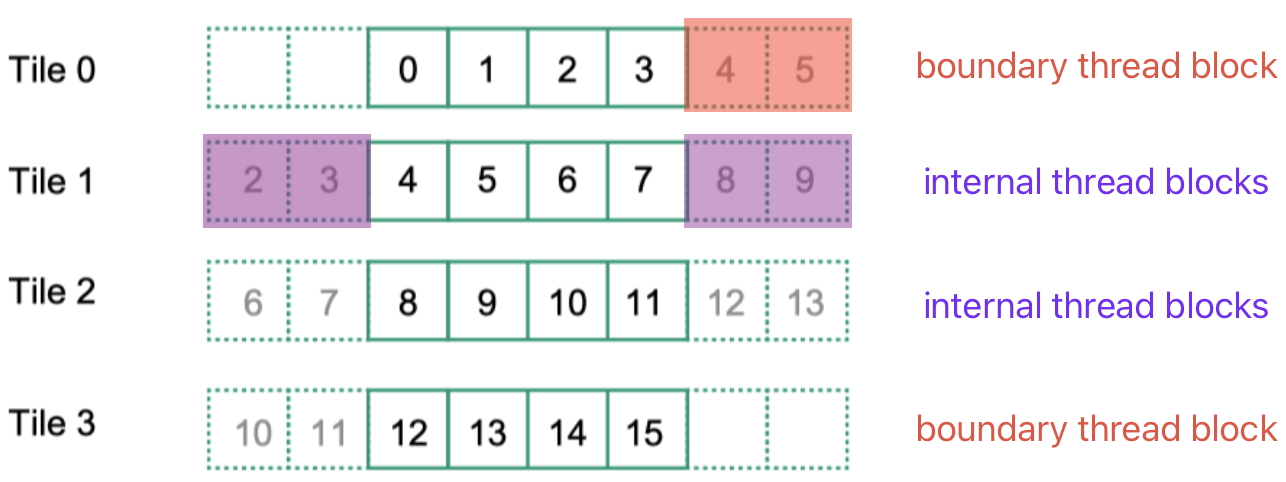 Tile 0 0 1 2 3 4 5 boundary thread block
Tile 1 2 3 4 5 6 7 8 9 internal thread blocks
Tile 2 6 7 8 9 10 11 12 13 internal thread blocks
Tile 3 10 11 12 13 14 15 boundary thread block